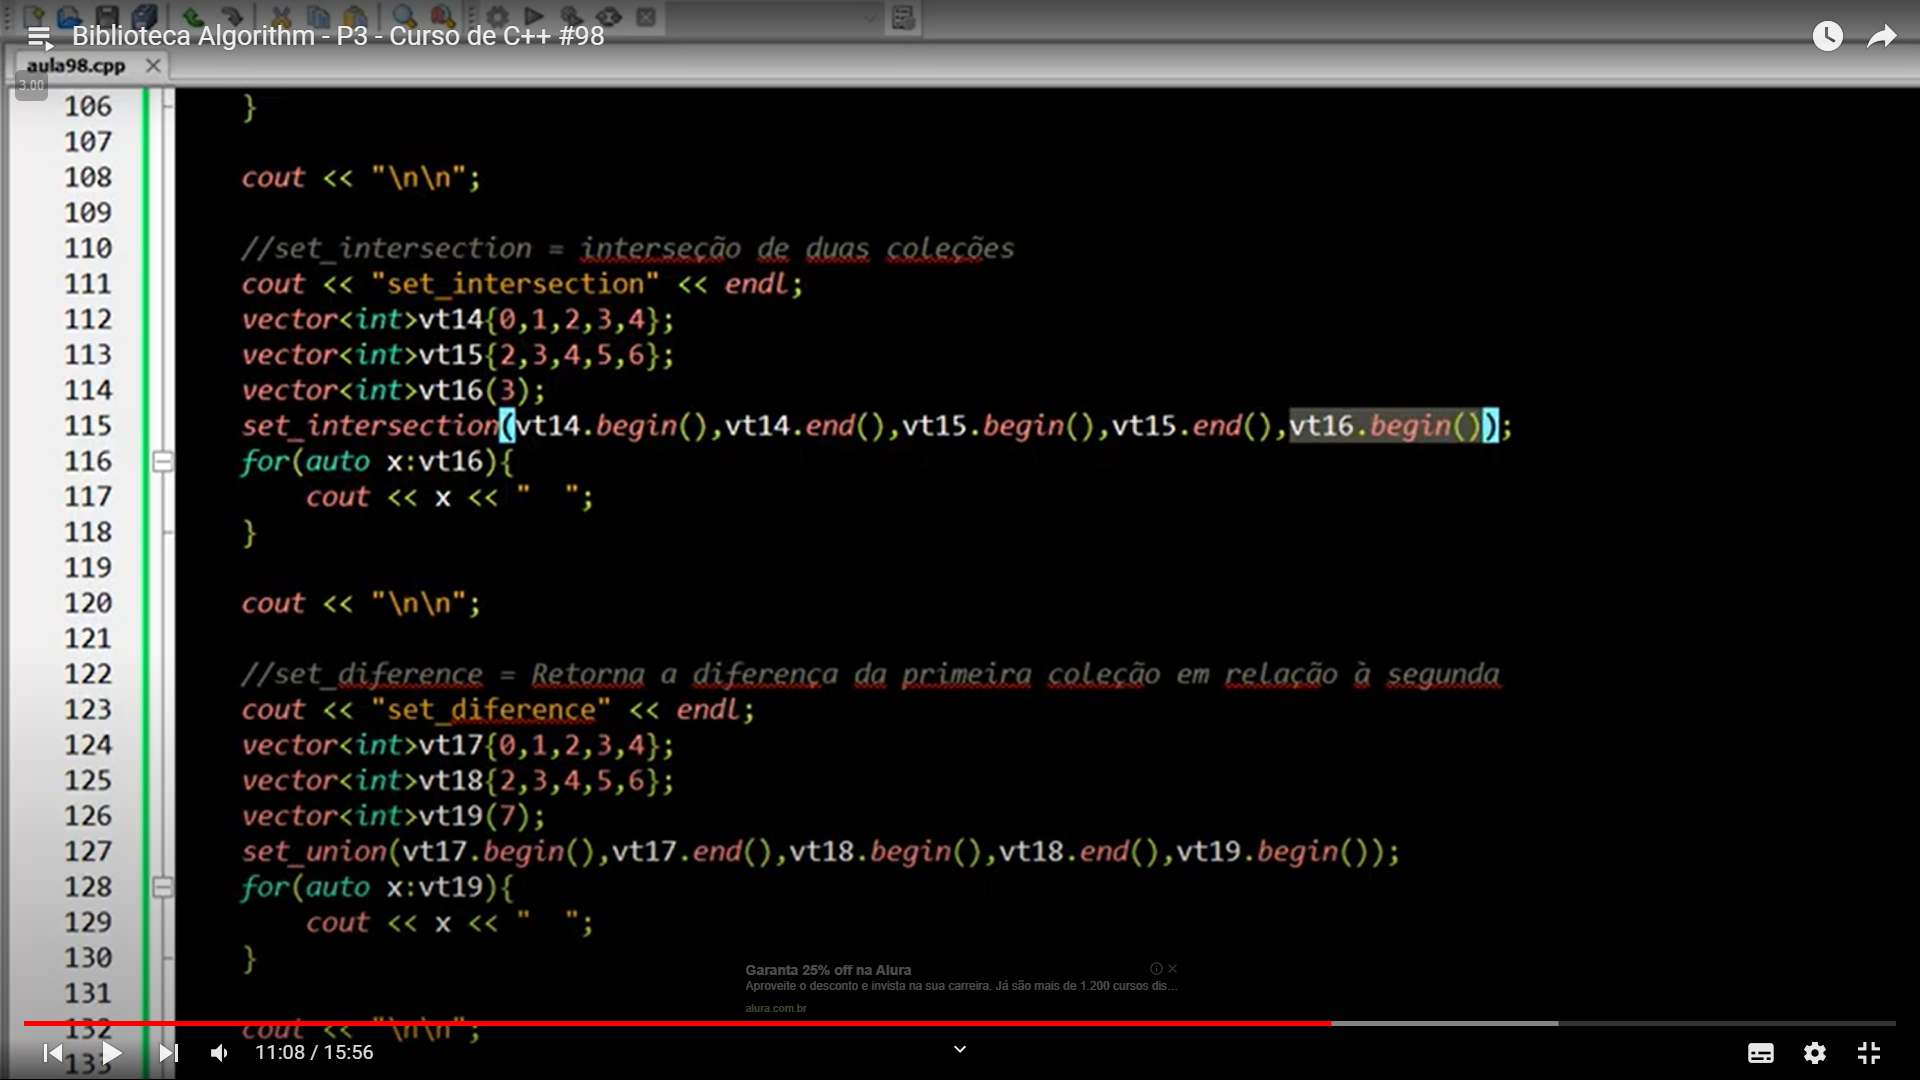 Biblioteca Algorithm - P3 - Curso de C++ #98
aula98.cpp
3.00
106 }
107
108 cout << "\n\n";
109
110 //set_intersection = interseção de duas coleções
111 cout << "set_intersection" << endl;
112 vector<int>vt14{0,1,2,3,4};
113 vector<int>vt15{2,3,4,5,6};
114 vector<int>vt16(3);
115 set_intersection(vt14.begin(),vt14.end(),vt15.begin(),vt15.end(),vt16.begin());
116 for(auto x:vt16){
117 cout << x << "  ";
118 }
119
120 cout << "\n\n";
121
122 //set_diference = Retorna a diferença da primeira coleção em relação à segunda
123 cout << "set_diference" << endl;
124 vector<int>vt17{0,1,2,3,4};
125 vector<int>vt18{2,3,4,5,6};
126 vector<int>vt19(7);
127 set_union(vt17.begin(),vt17.end(),vt18.begin(),vt18.end(),vt19.begin());
128 for(auto x:vt19){
129 cout << x << "  ";
130 }
131
132 cout << "\n\n";
133
Garanta 25% off na Alura
Aproveite o desconto e invista na sua carreira. Já são mais de 1.200 cursos dis...
alura.com.br
11:08 / 15:56